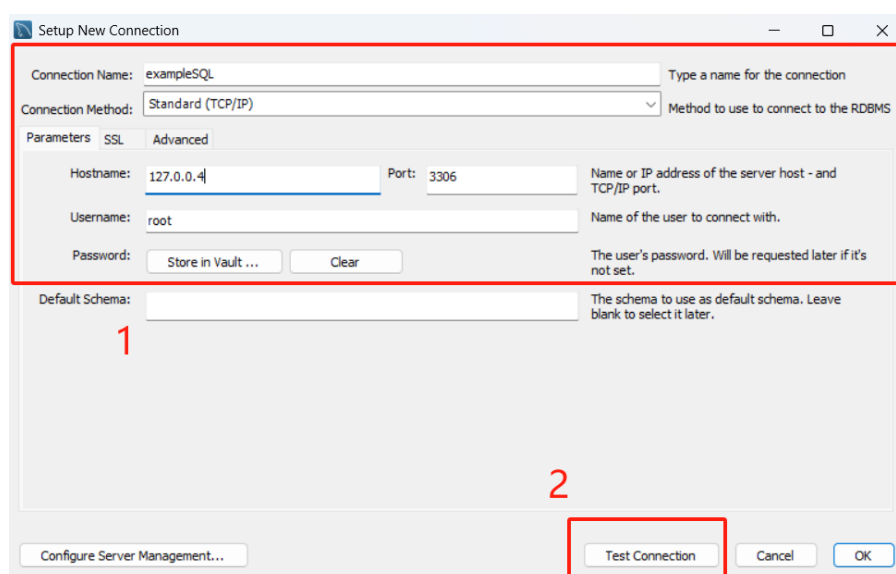 Setup New Connection
Connection Name: exampleSQL Type a name for the connection
Connection Method: Standard (TCP/IP) Method to use to connect to the RDBMS
Parameters SSL Advanced
Hostname: 127.0.0.4 Port: 3306 Name or IP address of the server host - and
TCP/IP port.
Username: root Name of the user to connect with.
Password: Store in Vault ... Clear The user's password. Will be requested later if it's
not set.
Default Schema: The schema to use as default schema. Leave
blank to select it later.
1
2
Configure Server Management... Test Connection Cancel OK